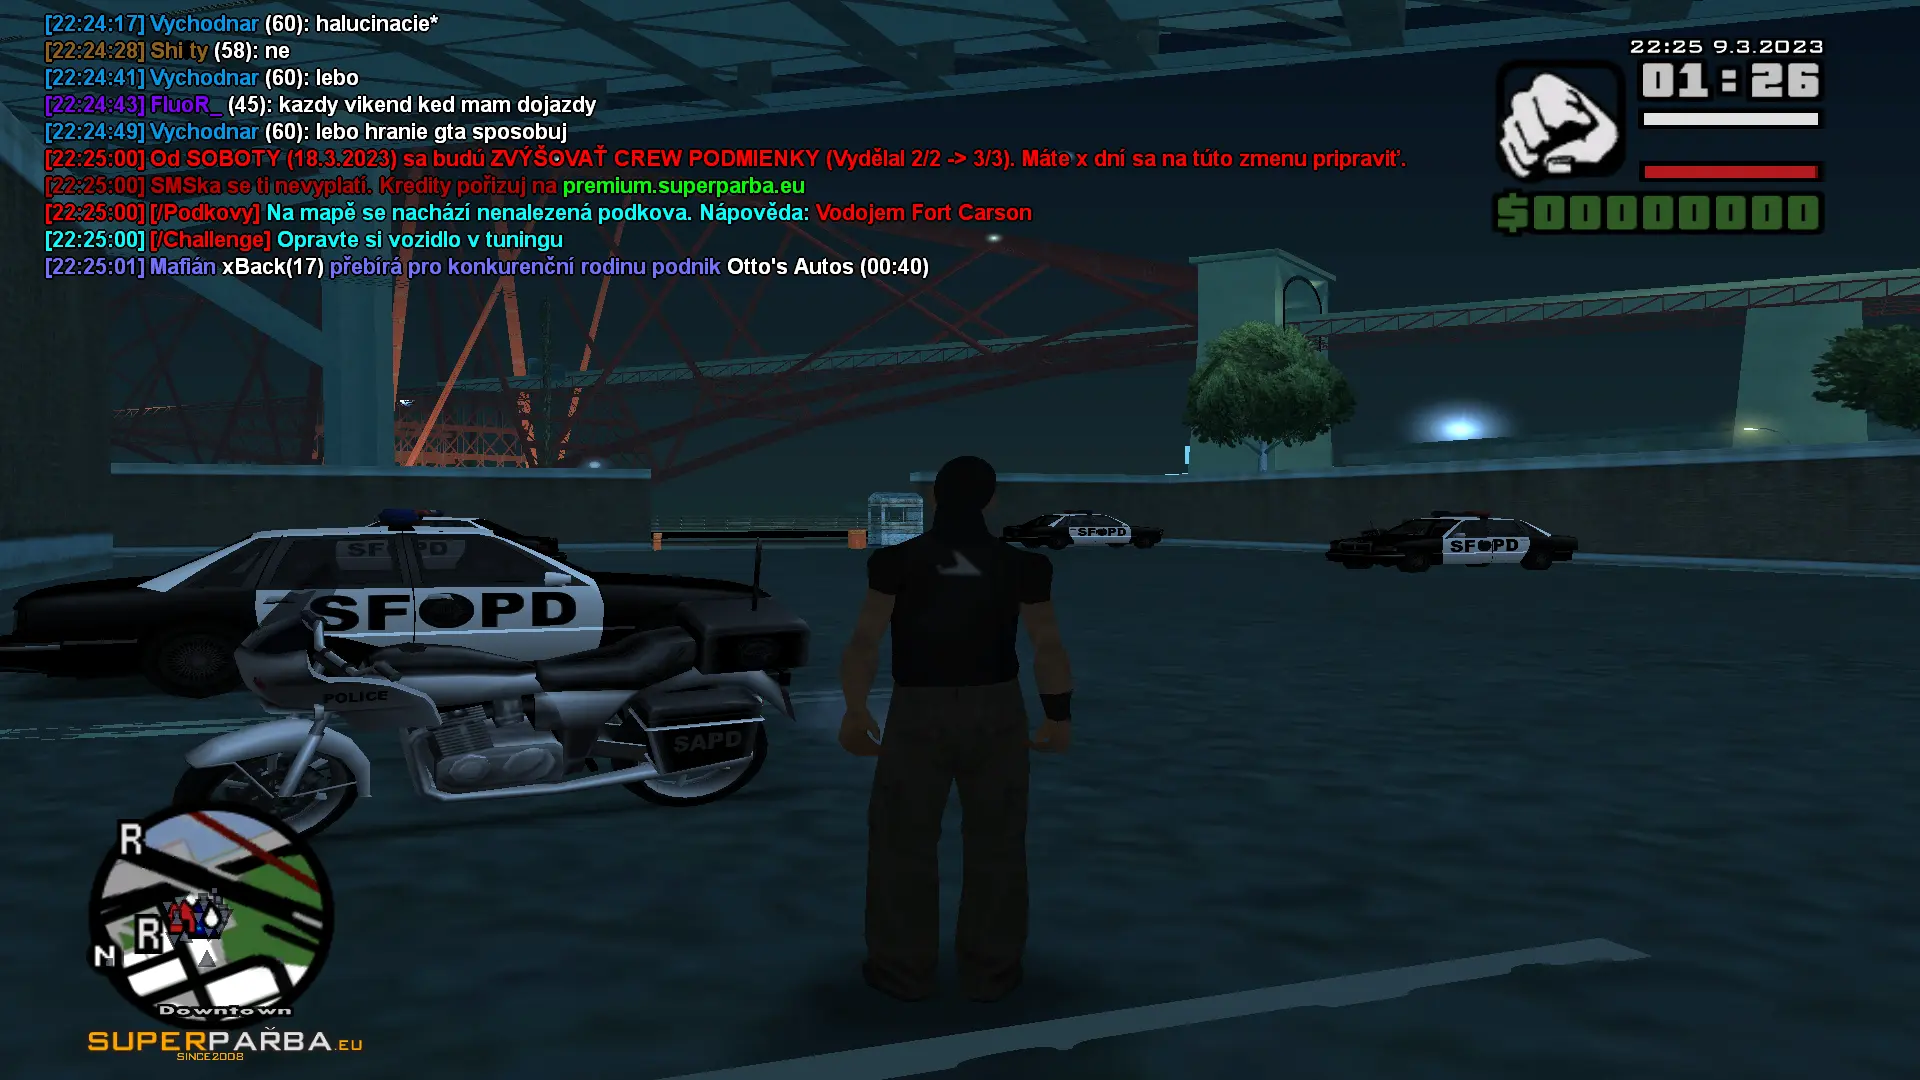 [22:24:17] Vychodnar (60): halucinacie*
[22:24:28] Shi ty (58): ne
[22:24:41] Vychodnar (60): lebo
[22:24:43] FluoR_ (45): kazdy vikend ked mam dojazdy
[22:24:49] Vychodnar (60): lebo hranie gta sposobuj
[22:25:00] Od SOBOTY (18.3.2023) sa budú ZVÝŠOVAŤ CREW PODMIENKY (Vydělal 2/2 -> 3/3). Máte x dní sa na túto zmenu pripraviť.
[22:25:00] SMSka se ti nevyplatí. Kredity pořizuj na premium.superparba.eu
[22:25:00] [/Podkovy] Na mapě se nachází nenalezená podkova. Nápověda: Vodojem Fort Carson
[22:25:00] [/Challenge] Opravte si vozidlo v tuningu
[22:25:01] Mafián xBack(17) přebírá pro konkurenční rodinu podnik Otto's Autos (00:40)
22:25 9.3.2023
01:26
$00000000
SFPD
SFPD
SFPD
SFPD
POLICE
SAPD
R
R
N
Downtown
SUPERPAŘBA.EU
SINCE2008